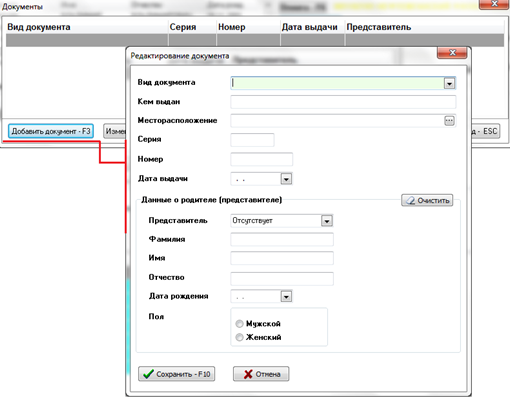 Документы
Вид документа Серия Номер Дата выдачи Представитель
Добавить документ - F3 Измен д - ESC
Редактирование документа
Вид документа
Кем выдан
Месторасположение ...
Серия
Номер
Дата выдачи . .
Данные о родителе (представителе) Очистить
Представитель Отсутствует
Фамилия
Имя
Отчество
Дата рождения . .
Пол
Мужской
Женский
Сохранить - F10 Отмена